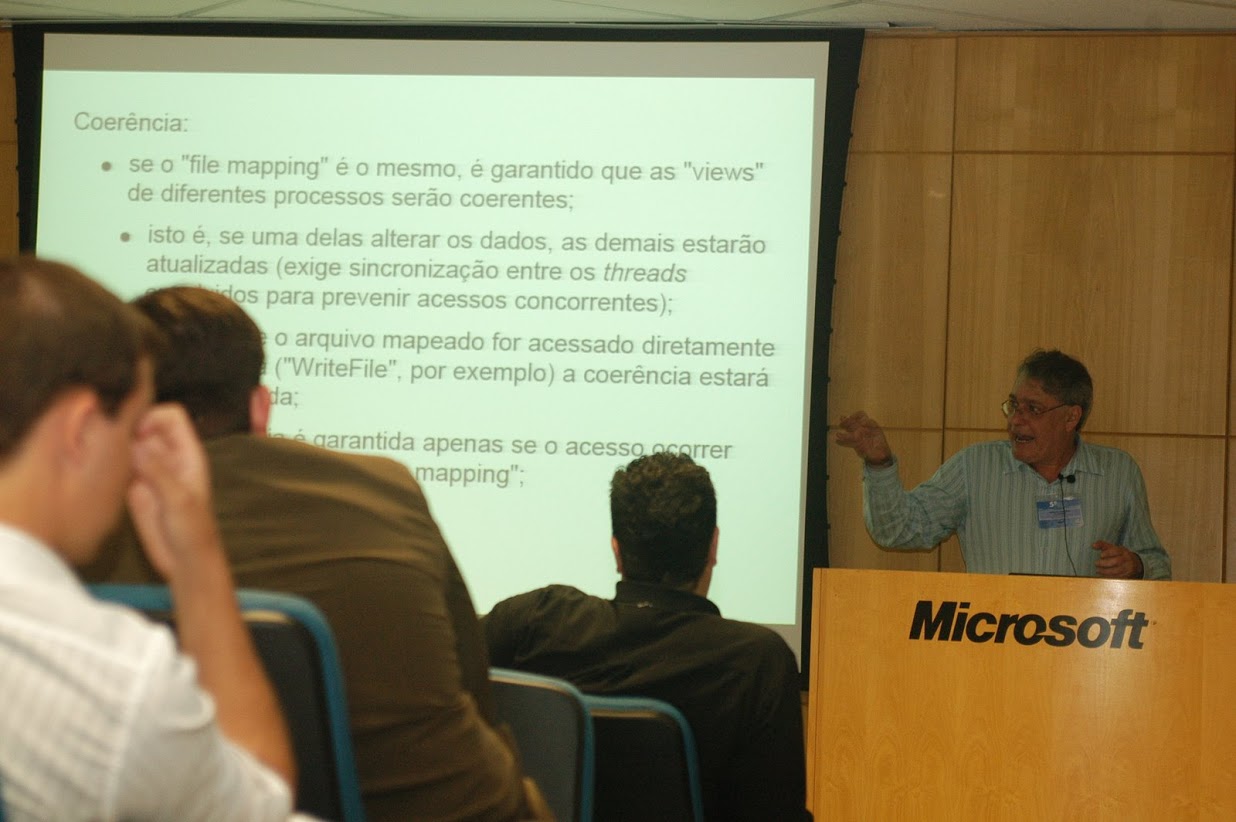 Coerência:
se o "file mapping" é o mesmo, é garantido que as "views"
de diferentes processos serão coerentes;
isto é, se uma delas alterar os dados, as demais estarão
atualizadas (exige sincronização entre os threads
para prevenir acessos concorrentes);
o arquivo mapeado for acessado diretamente
("WriteFile", por exemplo) a coerência estará
é garantida apenas se o acesso ocorrer
mapping";
Microsoft